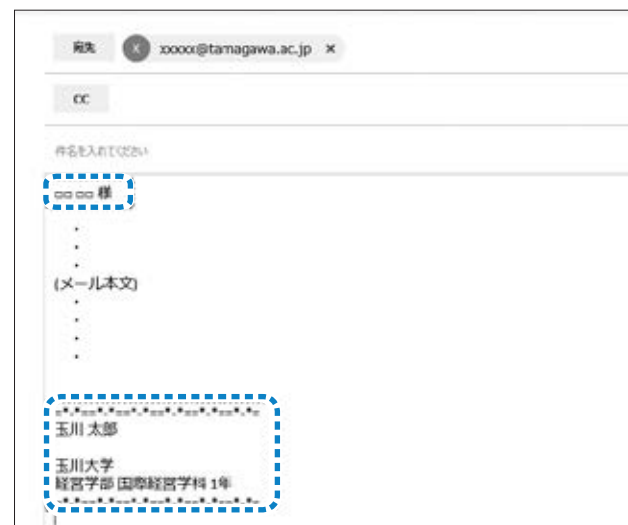 宛先 X xxxxx@tamagawa.ac.jp ×
CC
件名を入れてください
□□ □□ 様
・
・
・
(メール本文)
・
・
・
・
=*.*==*.*==*.*==*.*==*.*==*.*=
玉川 太郎
玉川大学
経営学部 国際経営学科 1年
=*.*==*.*==*.*==*.*==*.*==*.*=